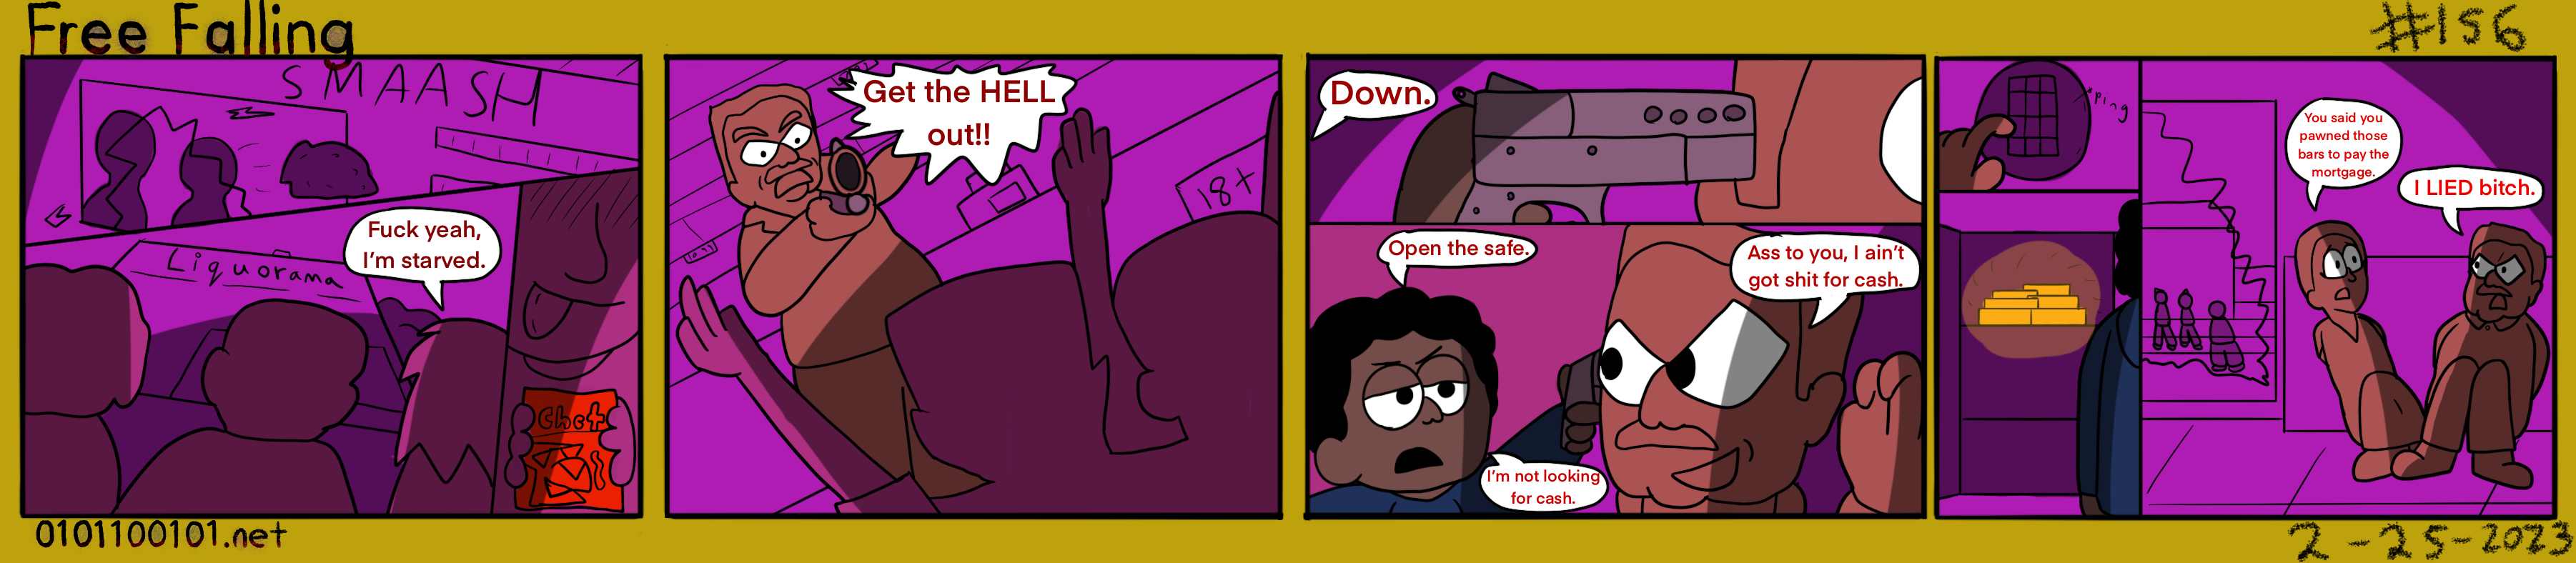 Free Falling
#156
SMAASH
Liquorama
Fuck yeah,
I'm starved.
Chet
Get the HELL
out!!
18+
Down.
Open the safe.
Ass to you, I ain't
got shit for cash.
I'm not looking
for cash.
*ping
You said you
pawned those
bars to pay the
mortgage.
I LIED bitch.
0101100101.net
2-25-2023